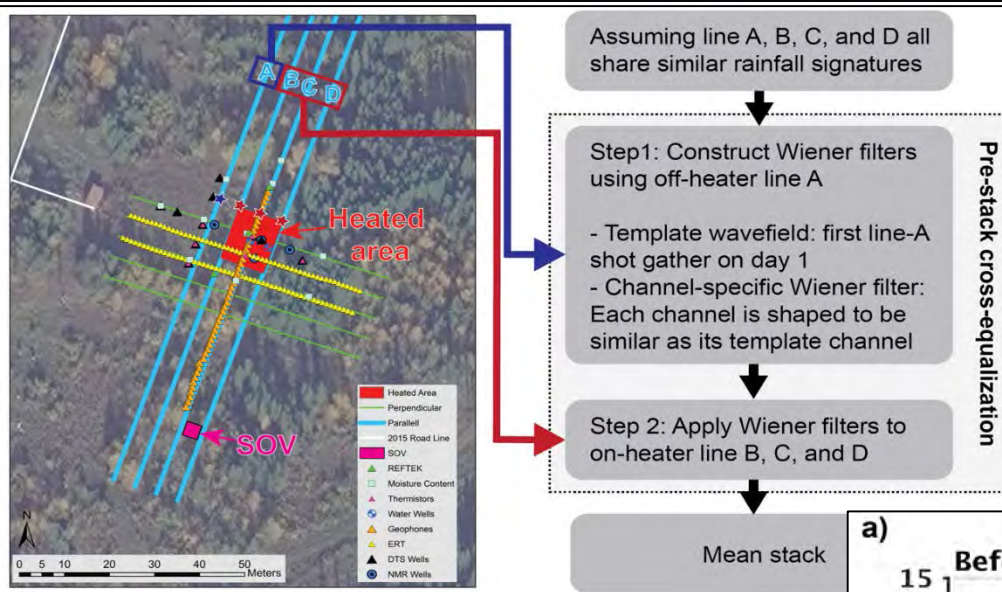 A B C D
Heated
area
SOV
N
0 5 10 20 30 40 50
Meters
Heated Area
Perpendicular
Parallell
2015 Road Line
SOV
REFTEK
Moisture Content
Thermistors
Water Wells
Geophones
ERT
DTS Wells
NMR Wells
Assuming line A, B, C, and D all
share similar rainfall signatures
Pre-stack cross-equalization
Step1: Construct Wiener filters
using off-heater line A
- Template wavefield: first line-A
shot gather on day 1
- Channel-specific Wiener filter:
Each channel is shaped to be
similar as its template channel
Step 2: Apply Wiener filters to
on-heater line B, C, and D
Mean stack
a)
Bef
15